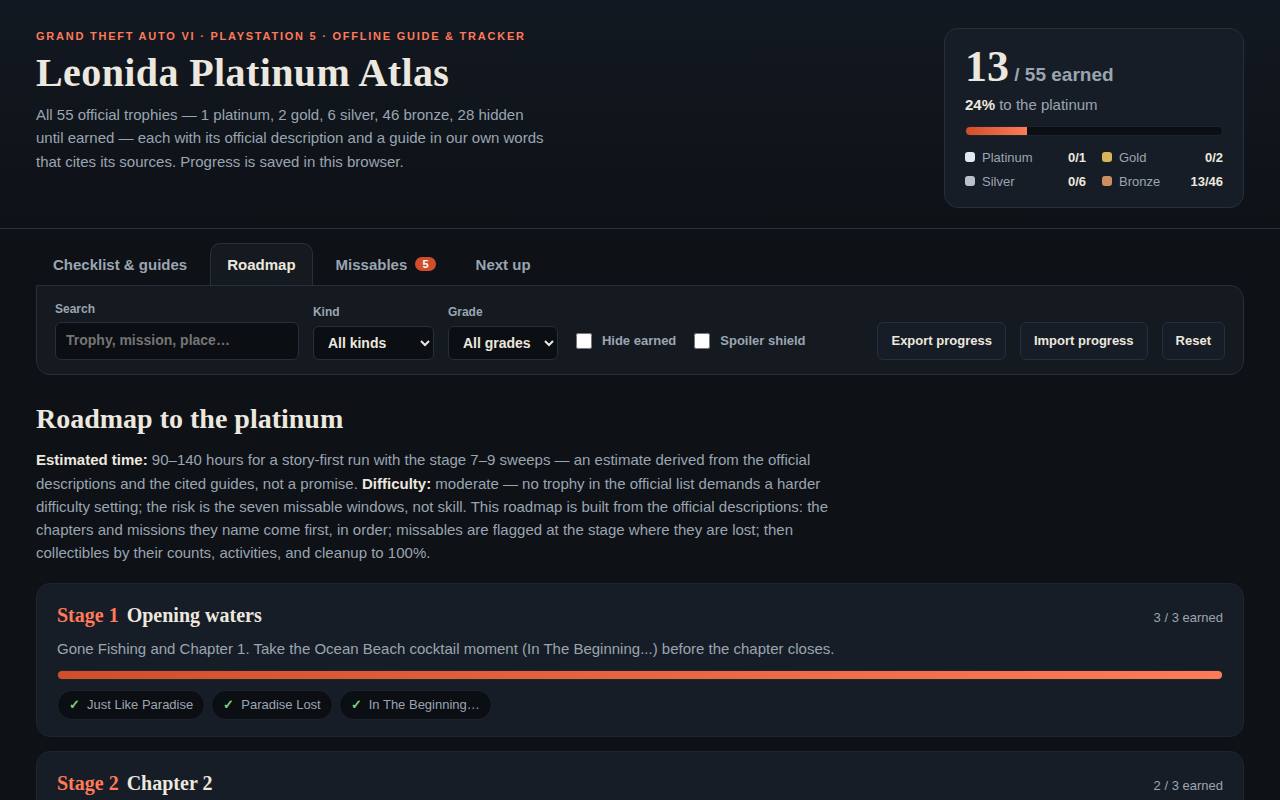 GRAND THEFT AUTO VI · PLAYSTATION 5 · OFFLINE GUIDE & TRACKER
Leonida Platinum Atlas
All 55 official trophies — 1 platinum, 2 gold, 6 silver, 46 bronze, 28 hidden
until earned — each with its official description and a guide in our own words
that cites its sources. Progress is saved in this browser.
13 / 55 earned
24% to the platinum
Platinum 0/1 Gold 0/2
Silver 0/6 Bronze 13/46
Checklist & guides Roadmap Missables 5 Next up
Search Kind Grade
Trophy, mission, place… All kinds All grades Hide earned Spoiler shield Export progress Import progress Reset
Roadmap to the platinum
Estimated time: 90–140 hours for a story-first run with the stage 7–9 sweeps — an estimate derived from the official
descriptions and the cited guides, not a promise. Difficulty: moderate — no trophy in the official list demands a harder
difficulty setting; the risk is the seven missable windows, not skill. This roadmap is built from the official descriptions: the
chapters and missions they name come first, in order; missables are flagged at the stage where they are lost; then
collectibles by their counts, activities, and cleanup to 100%.
Stage 1 Opening waters 3 / 3 earned
Gone Fishing and Chapter 1. Take the Ocean Beach cocktail moment (In The Beginning...) before the chapter closes.
✓ Just Like Paradise ✓ Paradise Lost ✓ In The Beginning…
Stage 2 Chapter 2 2 / 3 earned